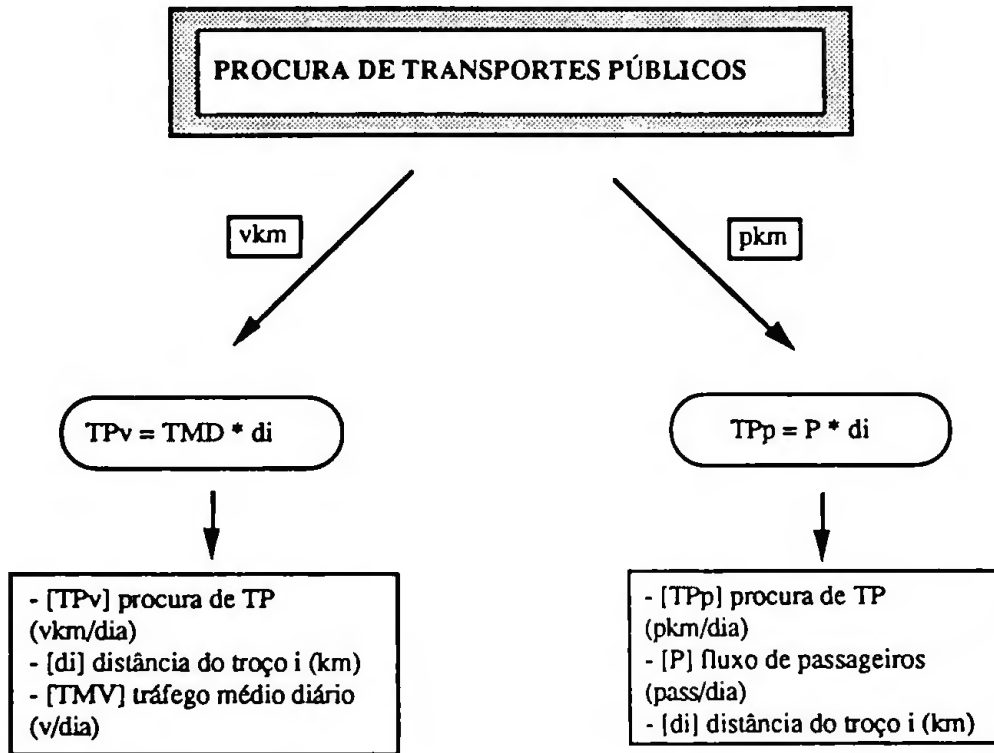 PROCURA DE TRANSPORTES PÚBLICOS
vkm
pkm
TPv = TMD * di
TPp = P * di
- [TPv] procura de TP
(vkm/dia)
- [di] distância do troço i (km)
- [TMV] tráfego médio diário
(v/dia)
- [TPp] procura de TP
(pkm/dia)
- [P] fluxo de passageiros
(pass/dia)
- [di] distância do troço i (km)